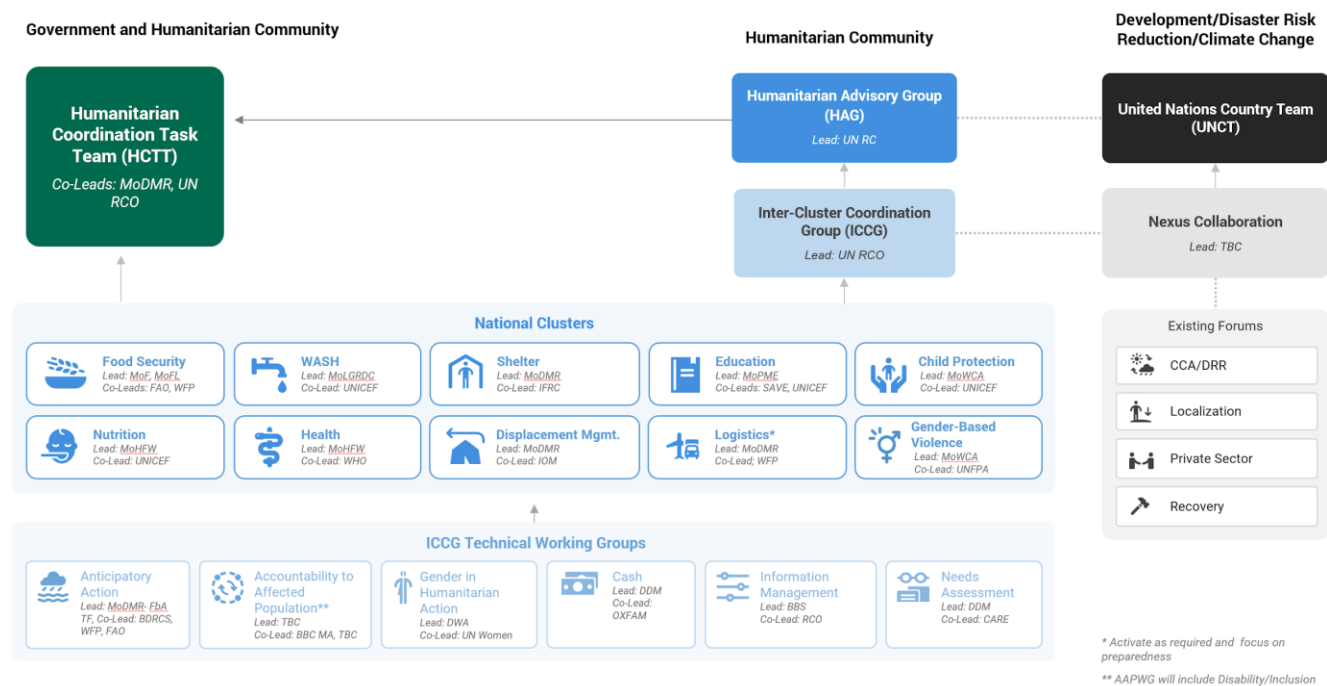 Government and Humanitarian Community
Humanitarian Community
Development/Disaster Risk
Reduction/Climate Change
Humanitarian
Coordination Task
Team (HCTT)
Co-Leads: MoDMR, UN
RCO
Humanitarian Advisory Group
(HAG)
Lead: UN RC
United Nations Country Team
(UNCT)
Inter-Cluster Coordination
Group (ICCG)
Lead: UN RCO
Nexus Collaboration
Lead: TBC
National Clusters
Food Security
Lead: MoF, MoFL
Co-Leads: FAO, WFP
WASH
Lead: MoLGRDC
Co-Lead: UNICEF
Shelter
Lead: MoDMR
Co-Lead: IFRC
Education
Lead: MoPME
Co-Leads: SAVE, UNICEF
Child Protection
Lead: MoWCA
Co-Lead: UNICEF
Nutrition
Lead: MoHFW
Co-Lead: UNICEF
Health
Lead: MoHFW
Co-Lead: WHO
Displacement Mgmt.
Lead: MoDMR
Co-Lead: IOM
Logistics*
Lead: MoDMR
Co-Lead; WFP
Gender-Based
Violence
Lead: MoWCA
Co-Lead: UNFPA
Existing Forums
CCA/DRR
Localization
Private Sector
Recovery
ICCG Technical Working Groups
Anticipatory
Action
Lead: MoDMR- FbA
TF, Co-Lead: BDRCS,
WFP, FAO
Accountability to
Affected
Population**
Lead: TBC
Co-Lead: BBC MA, TBC
Gender in
Humanitarian
Action
Lead: DWA
Co-Lead: UN Women
Cash
Lead: DDM
Co-Lead:
OXFAM
Information
Management
Lead: BBS
Co-Lead: RCO
Needs
Assessment
Lead: DDM
Co-Lead: CARE
* Activate as required and focus on
preparedness
** AAPWG will include Disability/Inclusion